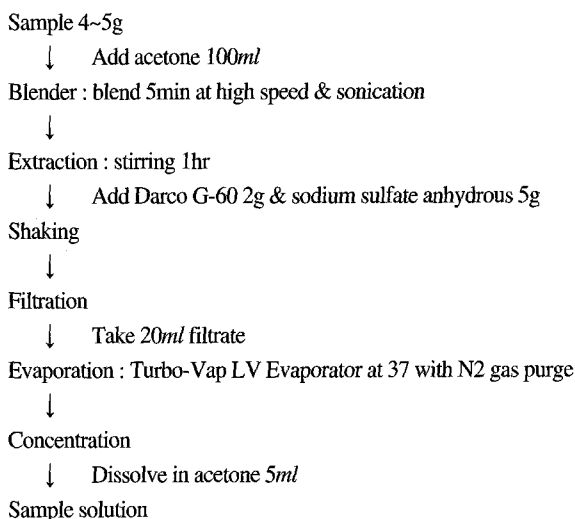 Sample 4~5g
↓ Add acetone 100ml
Blender : blend 5min at high speed & sonication
↓
Extraction : stirring 1hr
↓ Add Darco G-60 2g & sodium sulfate anhydrous 5g
Shaking
↓
Filtration
↓ Take 20ml filtrate
Evaporation : Turbo-Vap LV Evaporator at 37 with N2 gas purge
↓
Concentration
↓ Dissolve in acetone 5ml
Sample solution